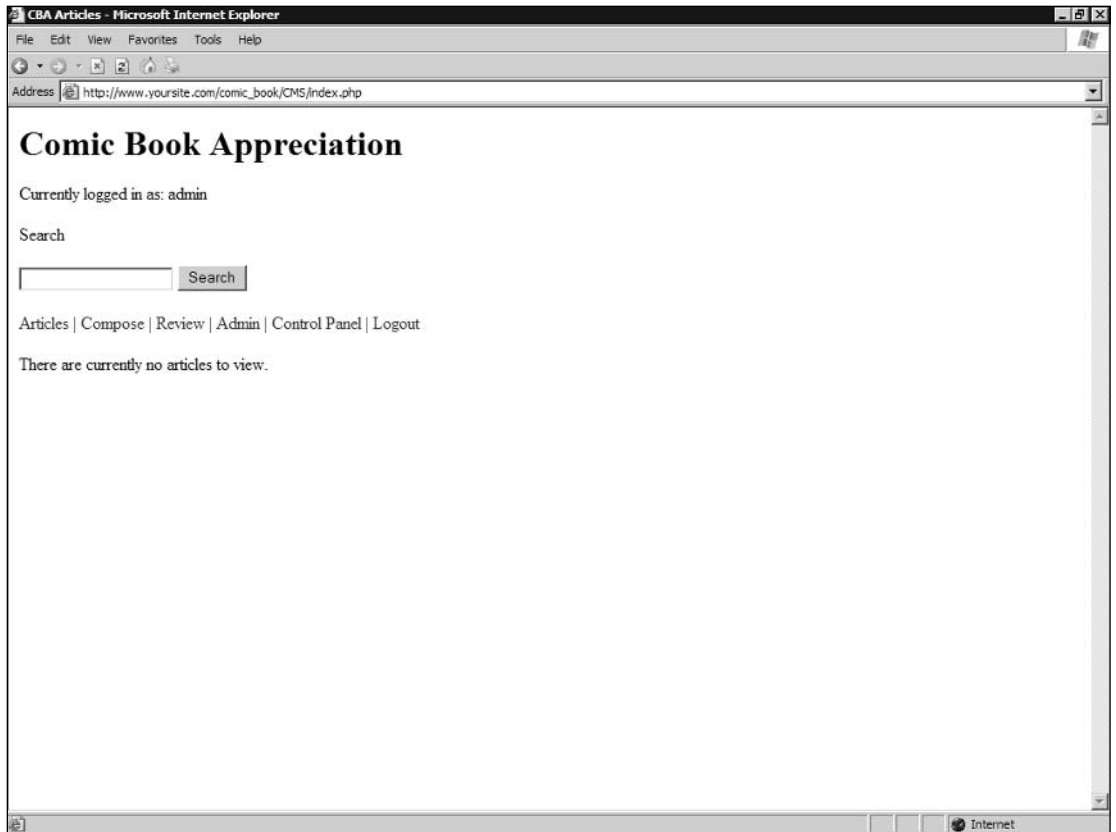 CBA Articles - Microsoft Internet Explorer
File Edit View Favorites Tools Help
Address http://www.yoursite.com/comic_book/CMS/index.php
Comic Book Appreciation
Currently logged in as: admin
Search
Search
Articles | Compose | Review | Admin | Control Panel | Logout
There are currently no articles to view.
Internet